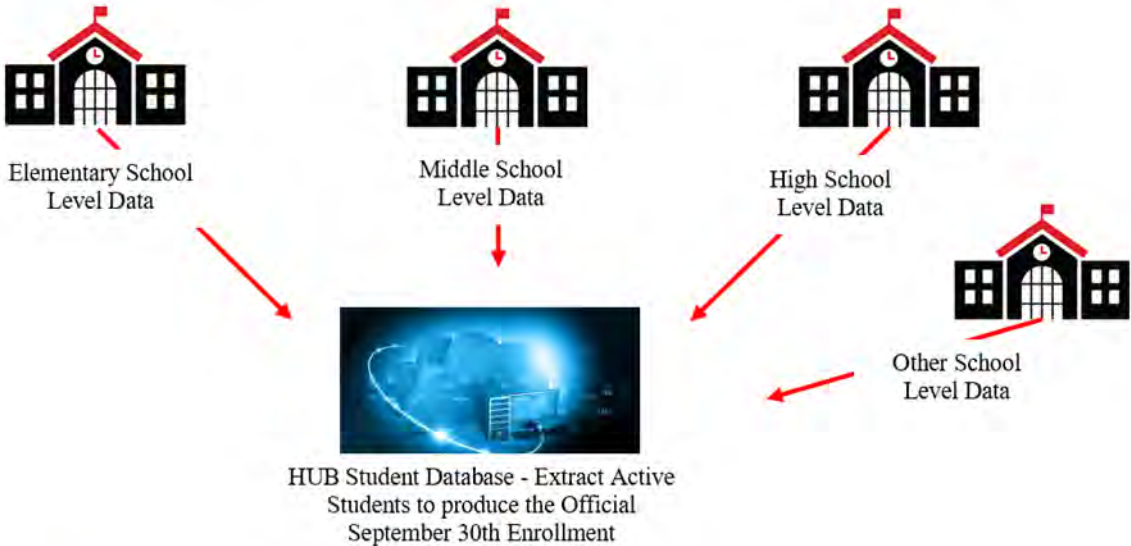 Elementary School
Level Data
Middle School
Level Data
High School
Level Data
Other School
Level Data
HUB Student Database - Extract Active
Students to produce the Official
September 30th Enrollment